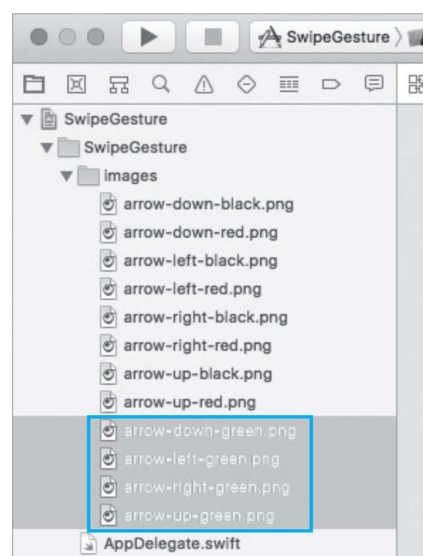 SwipeGesture
SwipeGesture
SwipeGesture
images
arrow-down-black.png
arrow-down-red.png
arrow-left-black.png
arrow-left-red.png
arrow-right-black.png
arrow-right-red.png
arrow-up-black.png
arrow-up-red.png
arrow-down-green.png
arrow-left-green.png
arrow-right-green.png
arrow-up-green.png
AppDelegate.swift